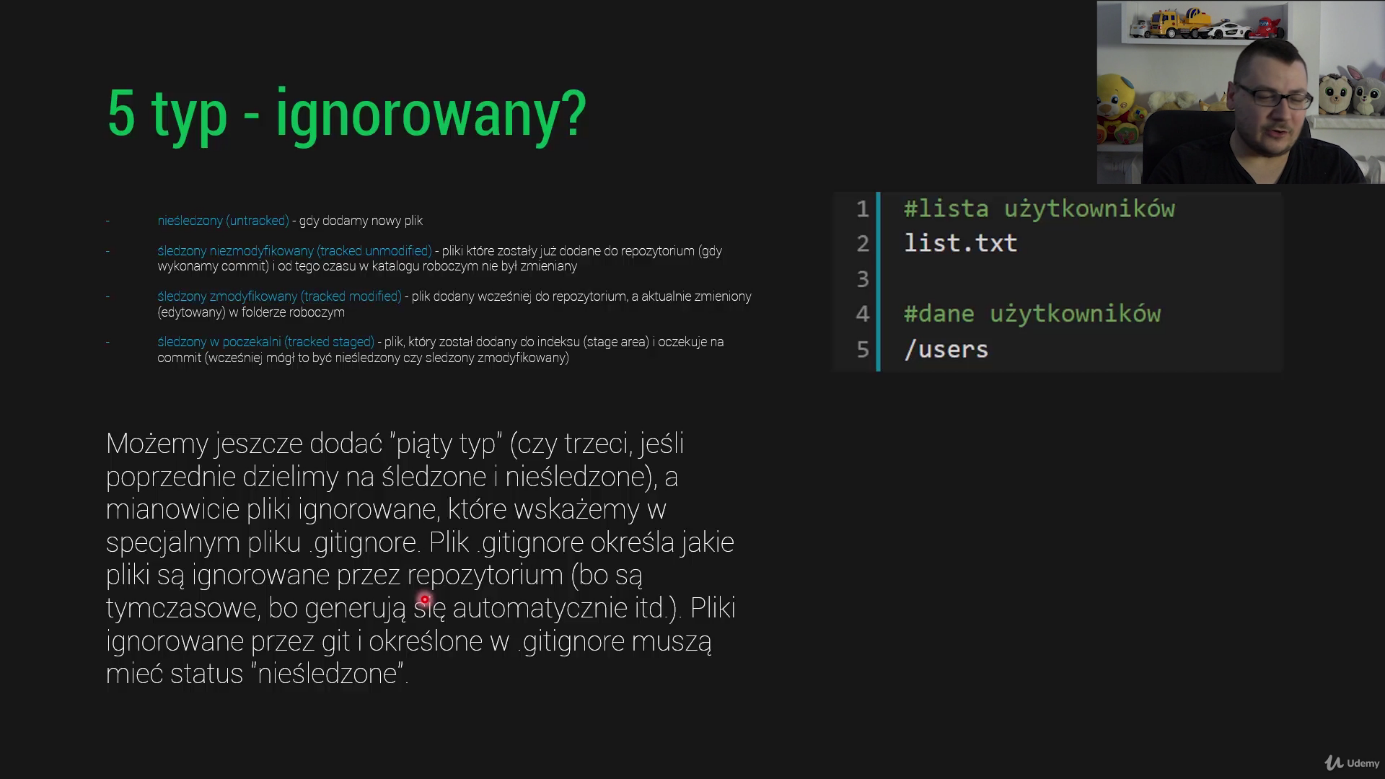 5 typ - ignorowany?
- nieśledzony (untracked) - gdy dodamy nowy plik
- śledzony niezmodyfikowany (tracked unmodified) - pliki które zostały już dodane do repozytorium (gdy
wykonamy commit) i od tego czasu w katalogu roboczym nie był zmieniany
- śledzony zmodyfikowany (tracked modified) - plik dodany wcześniej do repozytorium, a aktualnie zmieniony
(edytowany) w folderze roboczym
- śledzony w poczekalni (tracked staged) - plik, który został dodany do indeksu (stage area) i oczekuje na
commit (wcześniej mógł to być nieśledzony czy sledzony zmodyfikowany)
Możemy jeszcze dodać "piąty typ" (czy trzeci, jeśli
poprzednie dzielimy na śledzone i nieśledzone), a
mianowicie pliki ignorowane, które wskażemy w
specjalnym pliku .gitignore. Plik .gitignore określa jakie
pliki są ignorowane przez repozytorium (bo są
tymczasowe, bo generują się automatycznie itd.). Pliki
ignorowane przez git i określone w .gitignore muszą
mieć status "nieśledzone".
1 #lista użytkowników
2 list.txt
3
4 #dane użytkowników
5 /users
Udemy